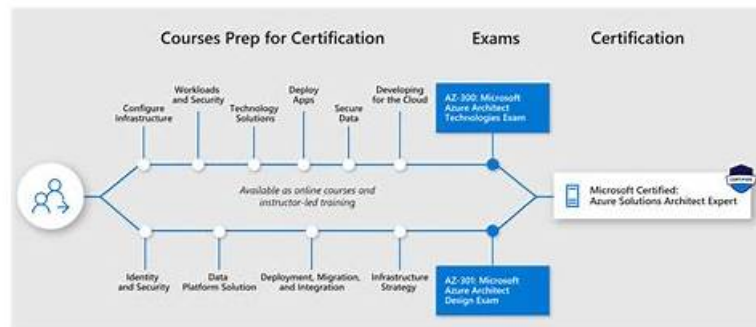 Courses Prep for Certification
Exams
Certification
Configure
Infrastructure
Workloads
and Security
Technology
Solutions
Deploy
Apps
Secure
Data
Developing
for the Cloud
AZ-300: Microsoft
Azure Architect
Technologies Exam
Available as online courses and
instructor-led training
CERTIFIED
Microsoft Certified:
Azure Solutions Architect Expert
Identity
and Security
Data
Platform Solution
Deployment, Migration,
and Integration
Infrastructure
Strategy
AZ-301: Microsoft
Azure Architect
Design Exam